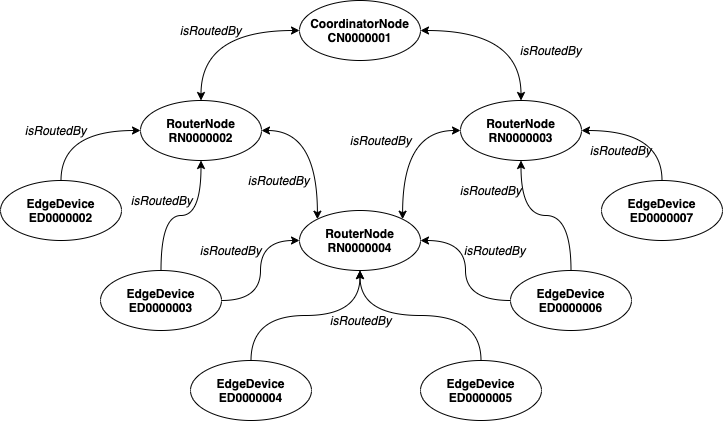 CoordinatorNode
CN0000001
isRoutedBy
isRoutedBy
RouterNode
RN0000002
RouterNode
RN0000003
isRoutedBy
isRoutedBy
isRoutedBy
isRoutedBy
EdgeDevice
ED0000002
isRoutedBy
isRoutedBy
EdgeDevice
ED0000007
RouterNode
RN0000004
isRoutedBy
isRoutedBy
EdgeDevice
ED0000003
EdgeDevice
ED0000006
isRoutedBy
EdgeDevice
ED0000004
EdgeDevice
ED0000005